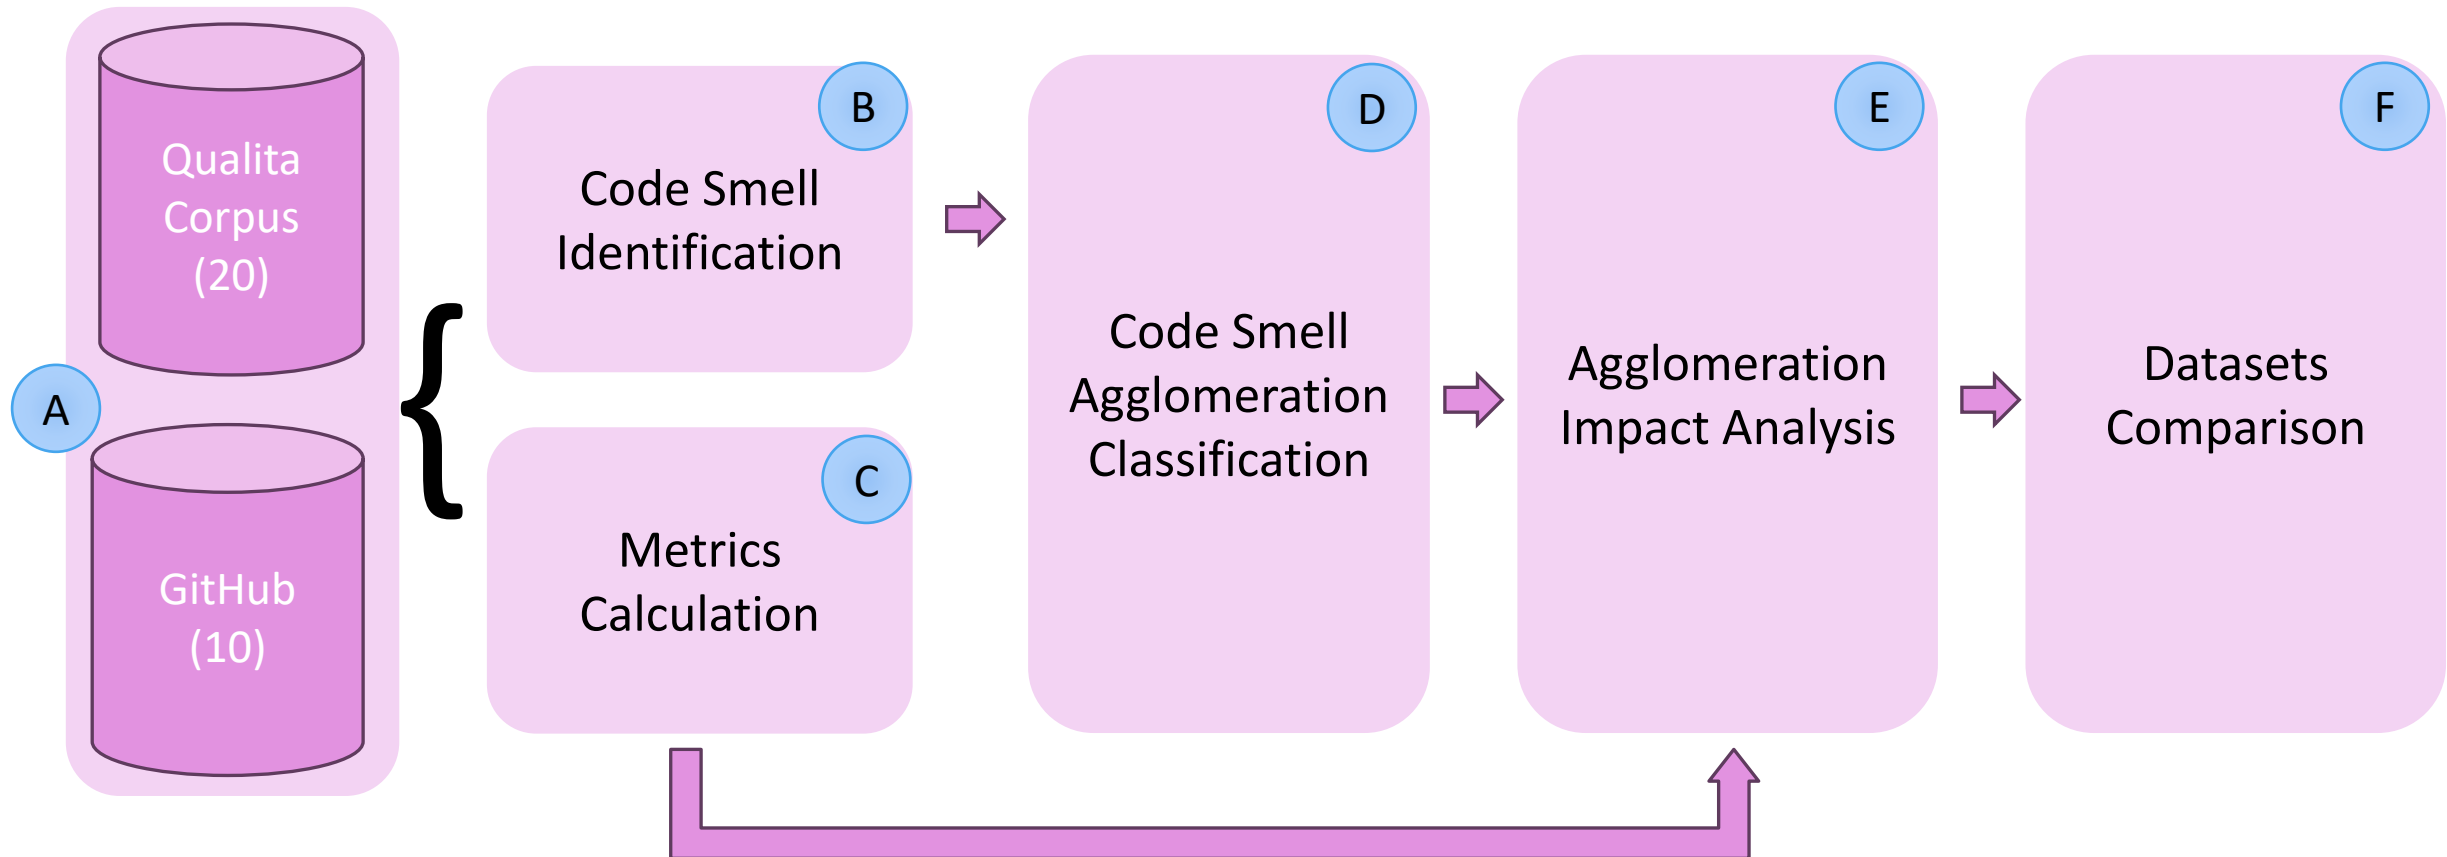 A
Qualita
Corpus
(20)
GitHub
(10)
{
B
Code Smell
Identification
C
Metrics
Calculation
D
Code Smell
Agglomeration
Classification
E
Agglomeration
Impact Analysis
F
Datasets
Comparison